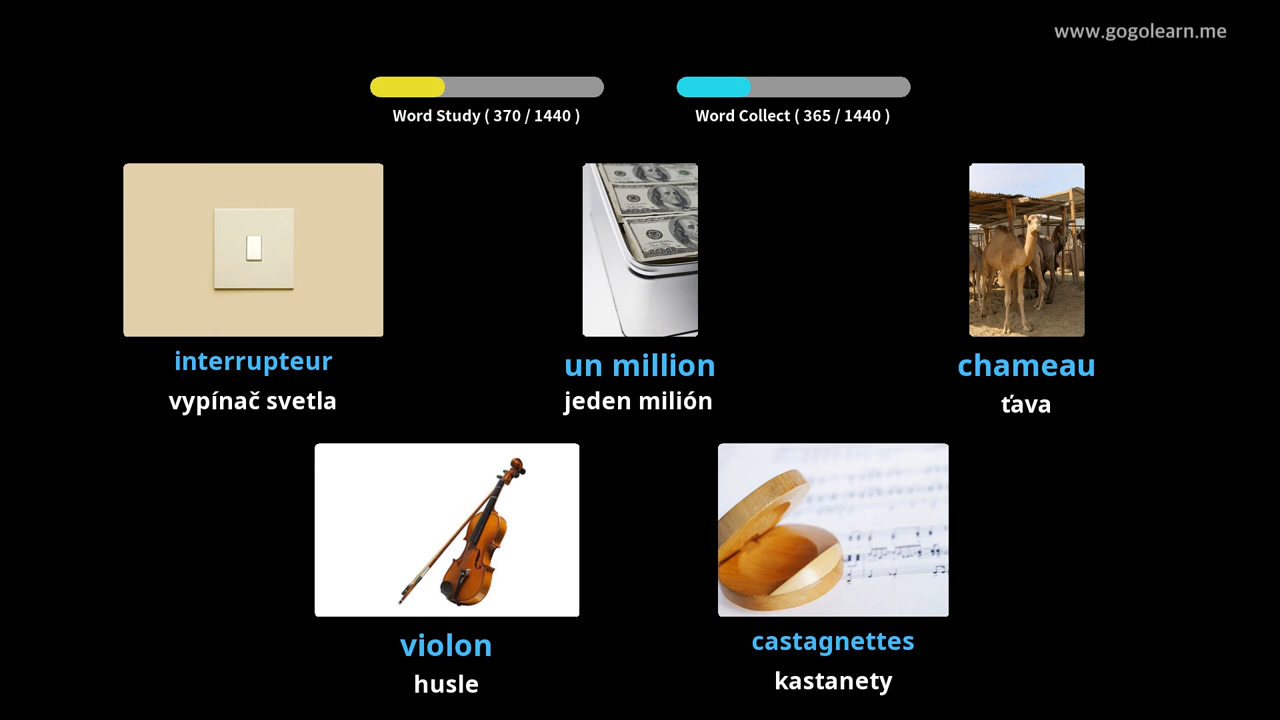 www.gogolearn.me
Word Study ( 370 / 1440 )
Word Collect ( 365 / 1440 )
interrupteur
vypínač svetla
un million
jeden milión
chameau
ťava
violon
husle
castagnettes
kastanety